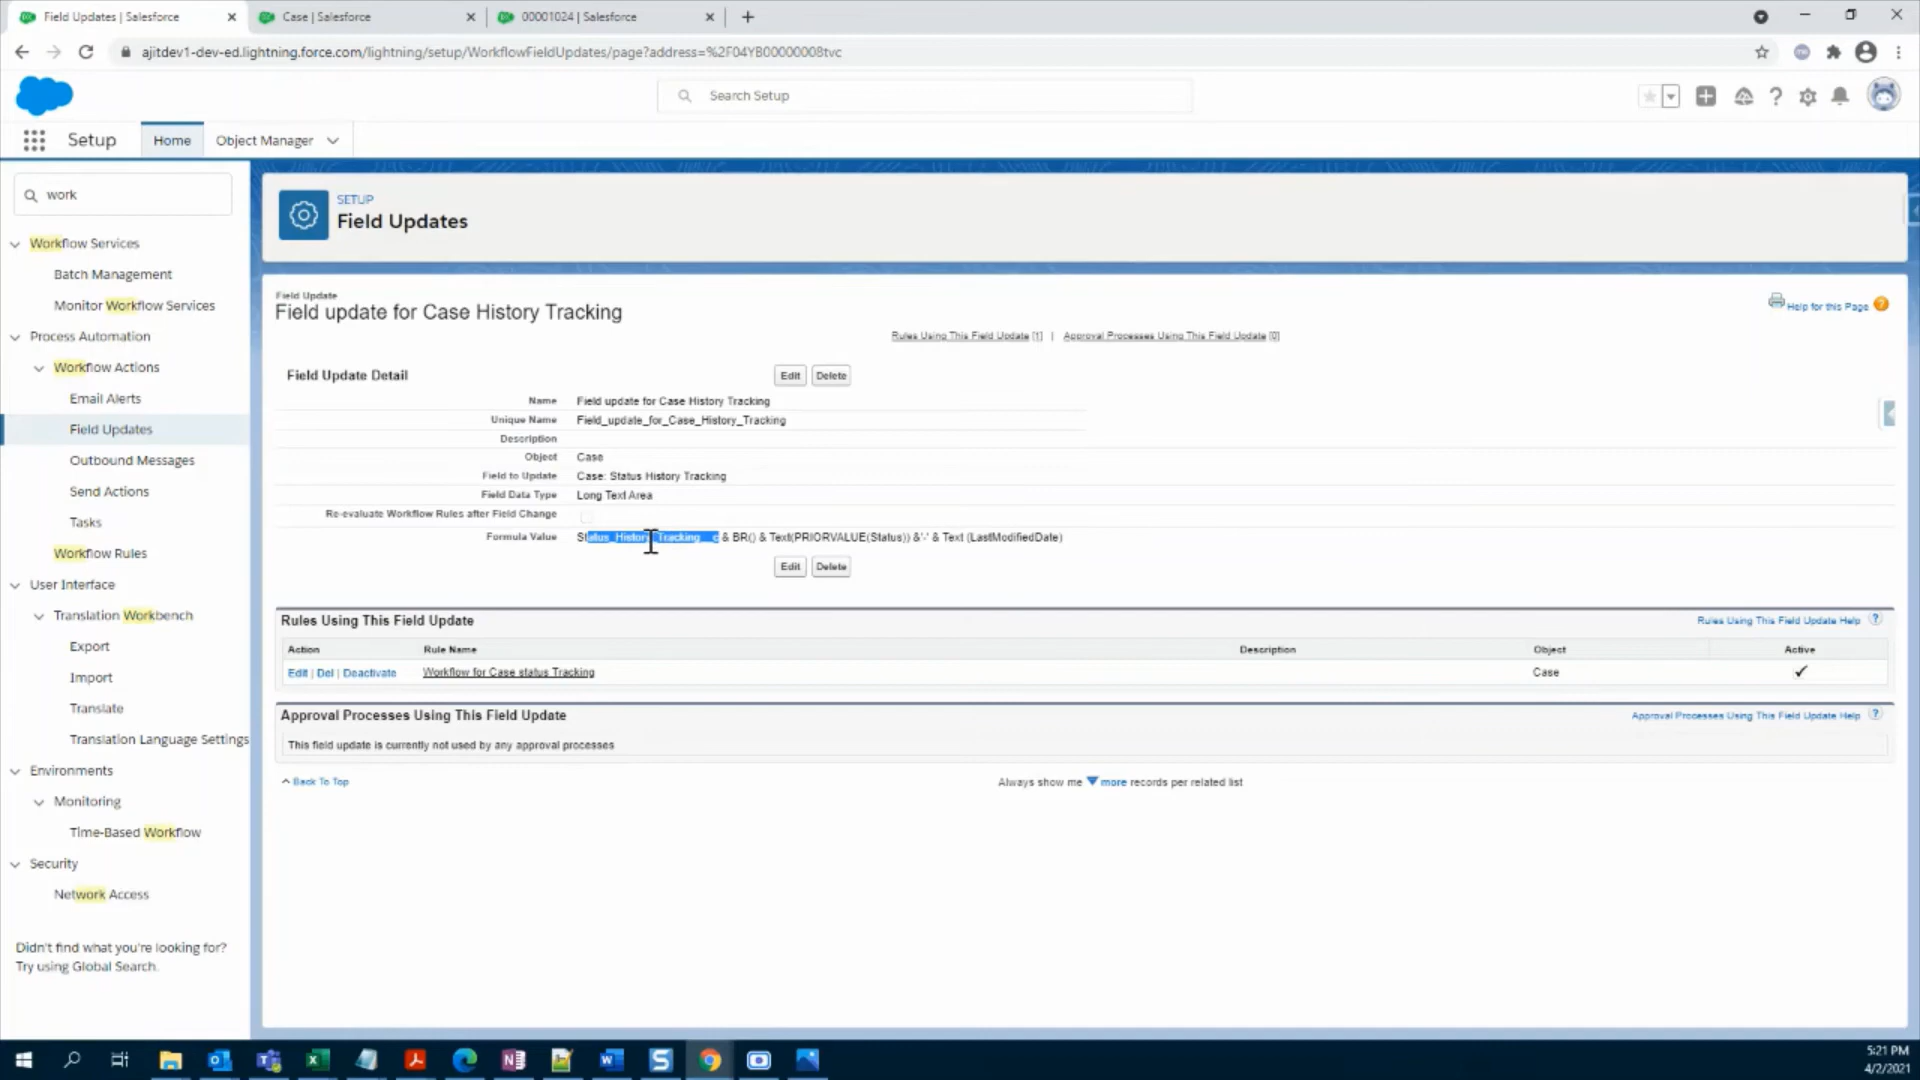 Field Updates | Salesforce
Case | Salesforce
00001024 | Salesforce
ajitdev1-dev-ed.lightning.force.com/lightning/setup/WorkflowFieldUpdates/page?address=%2F04YB00000008tvc
Search Setup
Setup
Home
Object Manager
work
Workflow Services
Batch Management
Monitor Workflow Services
Process Automation
Workflow Actions
Email Alerts
Field Updates
Outbound Messages
Send Actions
Tasks
Workflow Rules
User Interface
Translation Workbench
Export
Import
Translate
Translation Language Settings
Environments
Monitoring
Time-Based Workflow
Security
Network Access
Didn't find what you're looking for?
Try using Global Search.
SETUP
Field Updates
Field Update
Field update for Case History Tracking
Help for this Page
Rules Using This Field Update [1] | Approval Processes Using This Field Update [0]
Field Update Detail
Edit Delete
Name Field update for Case History Tracking
Unique Name Field_update_for_Case_History_Tracking
Description
Object Case
Field to Update Case: Status History Tracking
Field Data Type Long Text Area
Re-evaluate Workflow Rules after Field Change
Formula Value Status_History_Tracking__c & BR() & Text(PRIORVALUE(Status)) &'-' & Text (LastModifiedDate)
Edit Delete
Rules Using This Field Update
Rules Using This Field Update Help
Action Rule Name Description Object Active
Edit | Del | Deactivate Workflow for Case status Tracking Case
Approval Processes Using This Field Update
Approval Processes Using This Field Update Help
This field update is currently not used by any approval processes
Back To Top
Always show me more records per related list
5:21 PM
4/2/2021